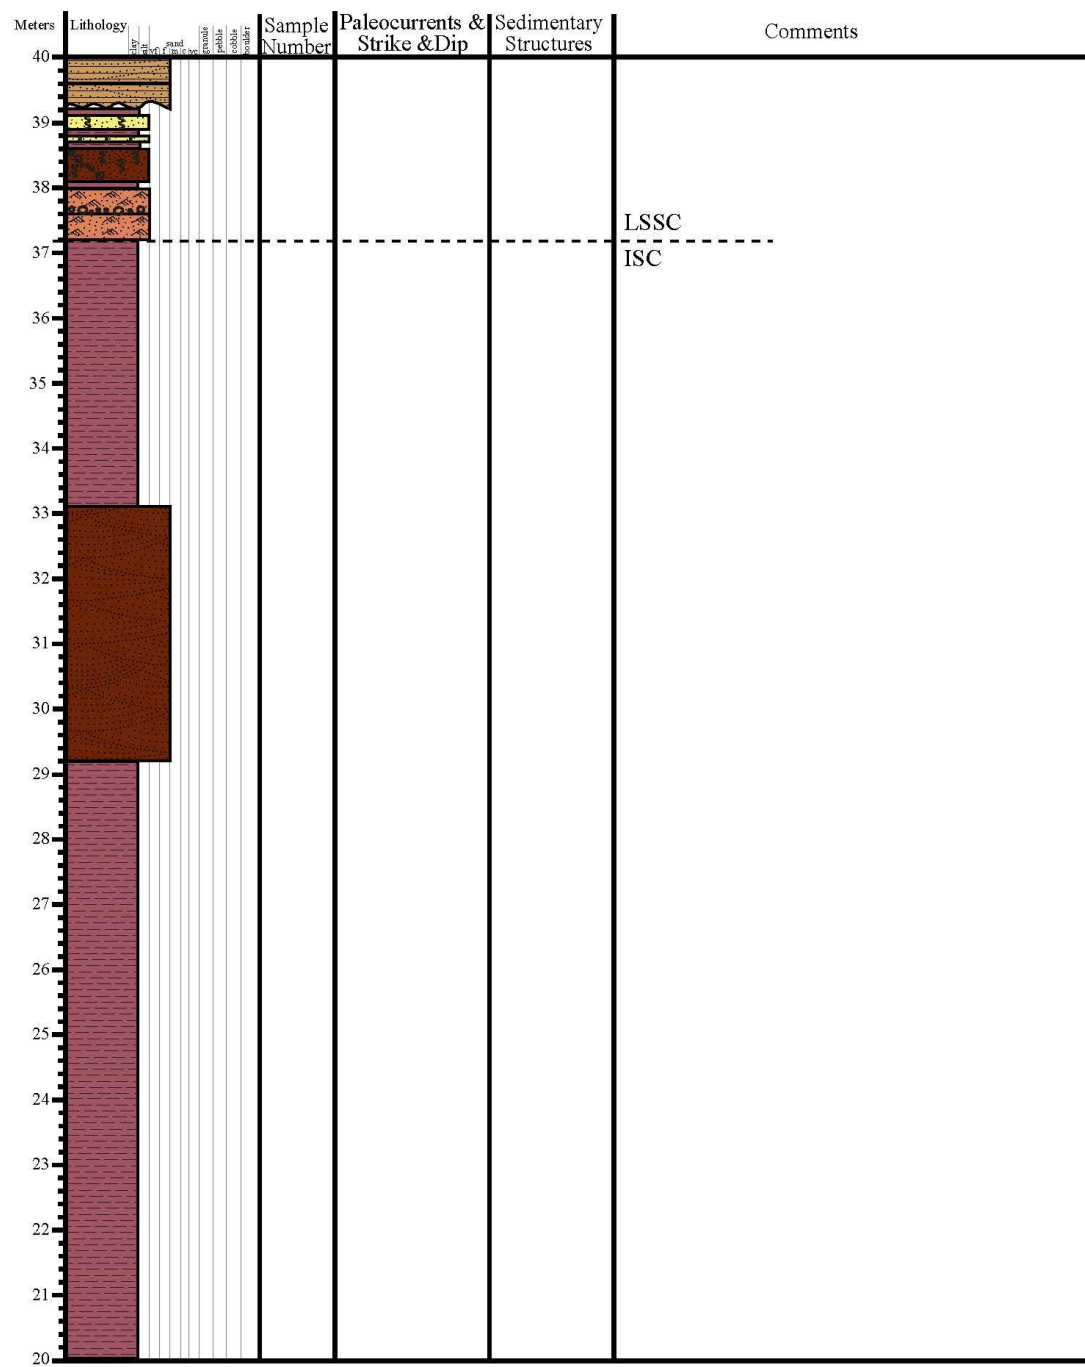 Meters Lithology
clay silt vf f sand m c vc granule pebble cobble boulder
Sample
Number
Paleocurrents &
Strike &Dip
Sedimentary
Structures
Comments
40
39
38
LSSC
37
ISC
36
35
34
33
32
31
30
29
28
27
26
25
24
23
22
21
20